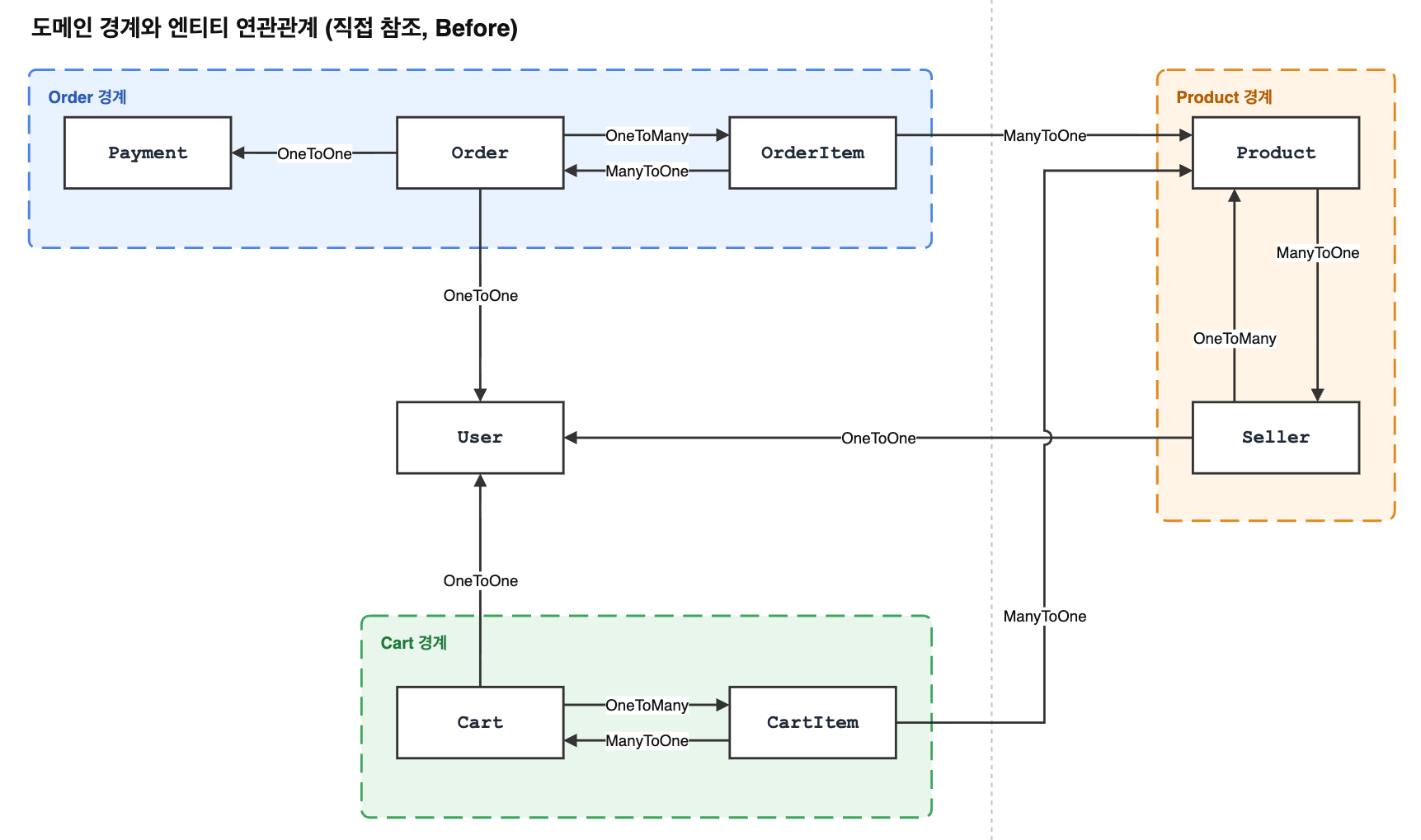 도메인 경계와 엔티티 연관관계 (직접 참조, Before)
Order 경계
Product 경계
Payment
OneToOne
Order
OneToMany
ManyToOne
OrderItem
ManyToOne
Product
OneToOne
ManyToOne
OneToMany
User
OneToOne
Seller
OneToOne
ManyToOne
Cart 경계
Cart
OneToMany
ManyToOne
CartItem